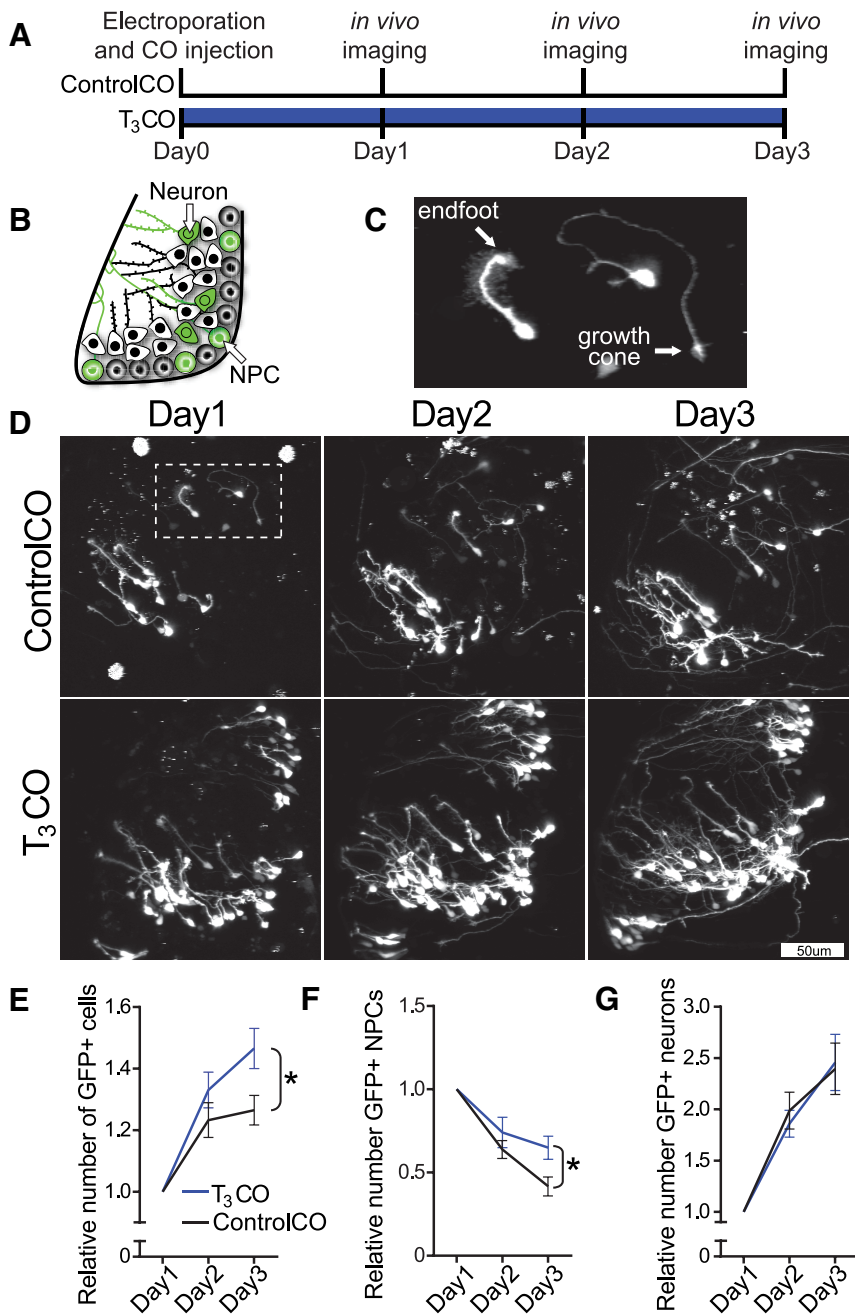 A
Electroporation
and CO injection
in vivo
imaging
in vivo
imaging
in vivo
imaging
ControlCO
T3CO
Day0
Day1
Day2
Day3
B
Neuron
NPC
C
endfoot
growth
cone
D
Day1
Day2
Day3
ControlCO
T3 CO
50um
E
Relative number of GFP+ cells
1.6
1.4
1.2
1.0
0
T3 CO
ControlCO
*
Day1
Day2
Day3
F
Relative number GFP+ NPCs
1.5
1.0
0.5
0
*
Day1
Day2
Day3
G
Relative number GFP+ neurons
3.0
2.5
2.0
1.5
1.0
0
Day1
Day2
Day3